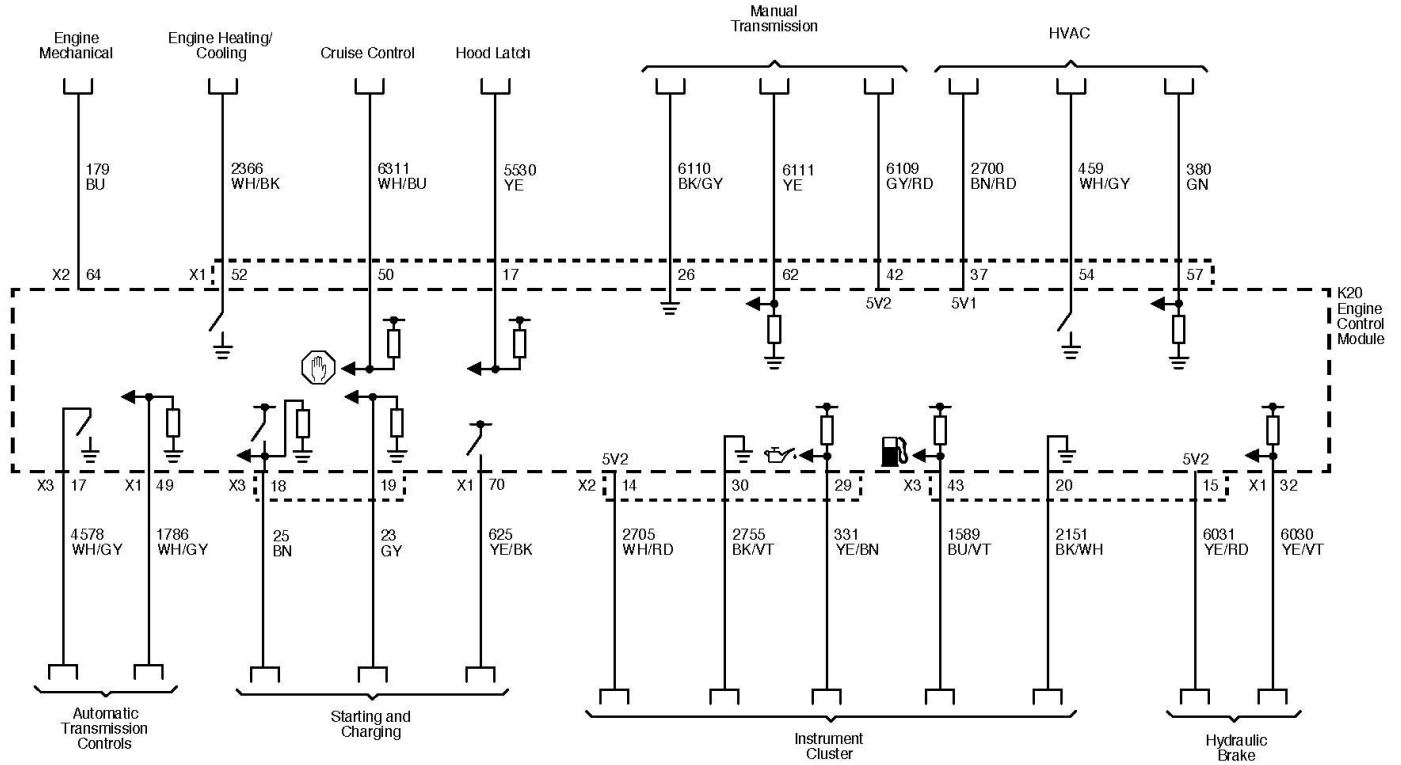 Manual
Transmission
Engine
Mechanical
Engine Heating/
Cooling
Cruise Control
Hood Latch
HVAC
179
BU
2366
WH/BK
6311
WH/BU
5530
YE
6110
BK/GY
6111
YE
6109
GY/RD
2700
BN/RD
459
WH/GY
380
GN
X2 64
X1 52
50
17
26
62
42
37
54
57
5V2
5V1
K20
Engine
Control
Module
5V2
5V2
X3 17
X1 49
X3 18
19
X1 70
X2 14
30
29
X3 43
20
15
X1 32
4578
WH/GY
1786
WH/GY
25
BN
23
GY
625
YE/BK
2705
WH/RD
2755
BK/VT
331
YE/BN
1589
BU/VT
2151
BK/WH
6031
YE/RD
6030
YE/VT
Automatic
Transmission
Controls
Starting and
Charging
Instrument
Cluster
Hydraulic
Brake